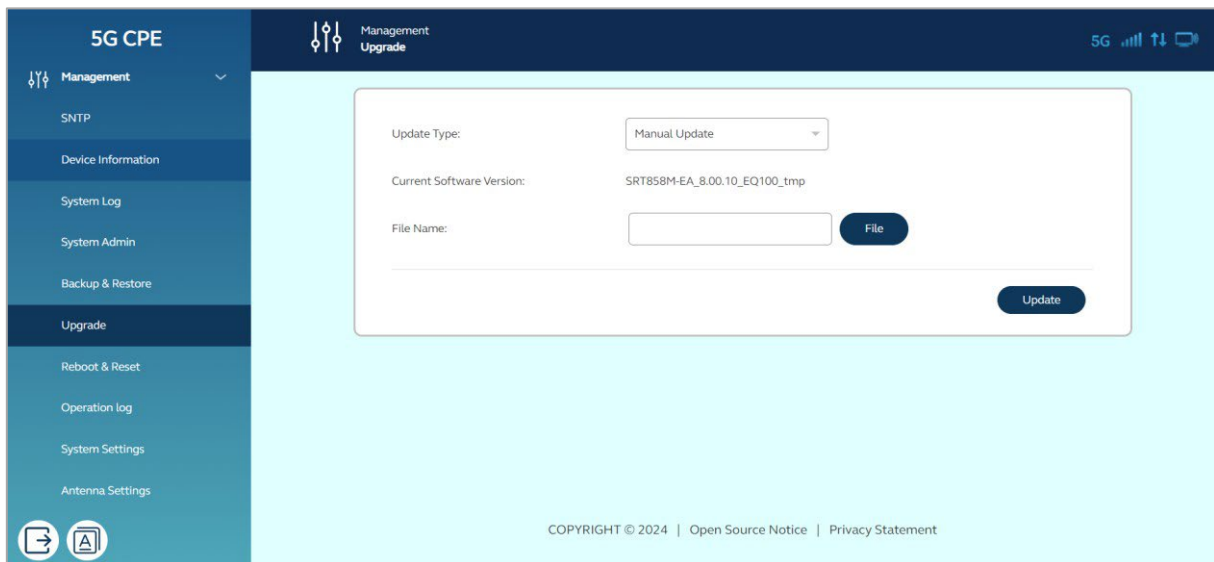 5G CPE
Management
SNTP
Device Information
System Log
System Admin
Backup & Restore
Upgrade
Reboot & Reset
Operation log
System Settings
Antenna Settings
A
Management
Upgrade
5G
Update Type:
Manual Update
Current Software Version:
SRT858M-EA_8.00.10_EQ100_tmp
File Name:
File
Update
COPYRIGHT © 2024 | Open Source Notice | Privacy Statement